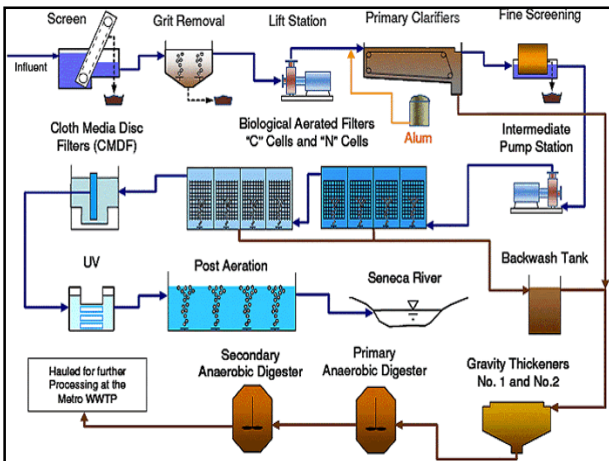 Screen
Grit Removal
Lift Station
Primary Clarifiers
Fine Screening
Influent
Alum
Cloth Media Disc
Filters (CMDF)
Biological Aerated Filters
"C" Cells and "N" Cells
Intermediate
Pump Station
UV
Post Aeration
Seneca River
Backwash Tank
Hauled for further
Processing at the
Metro WWTP
Secondary
Anaerobic Digester
Primary
Anaerobic Digester
Gravity Thickeners
No. 1 and No.2